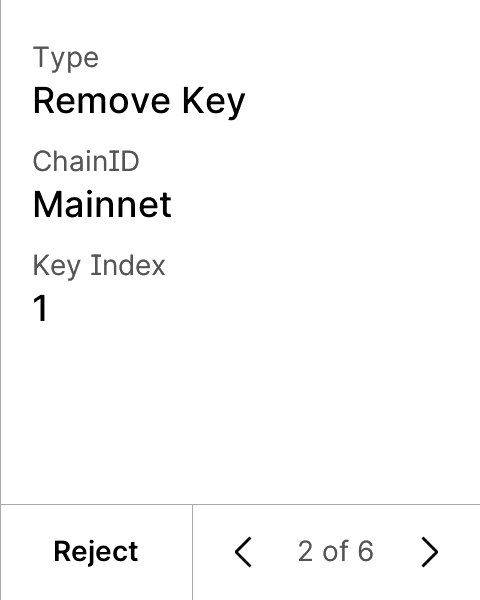 Type
Remove Key
ChainID
Mainnet
Key Index
1
Reject
2 of 6